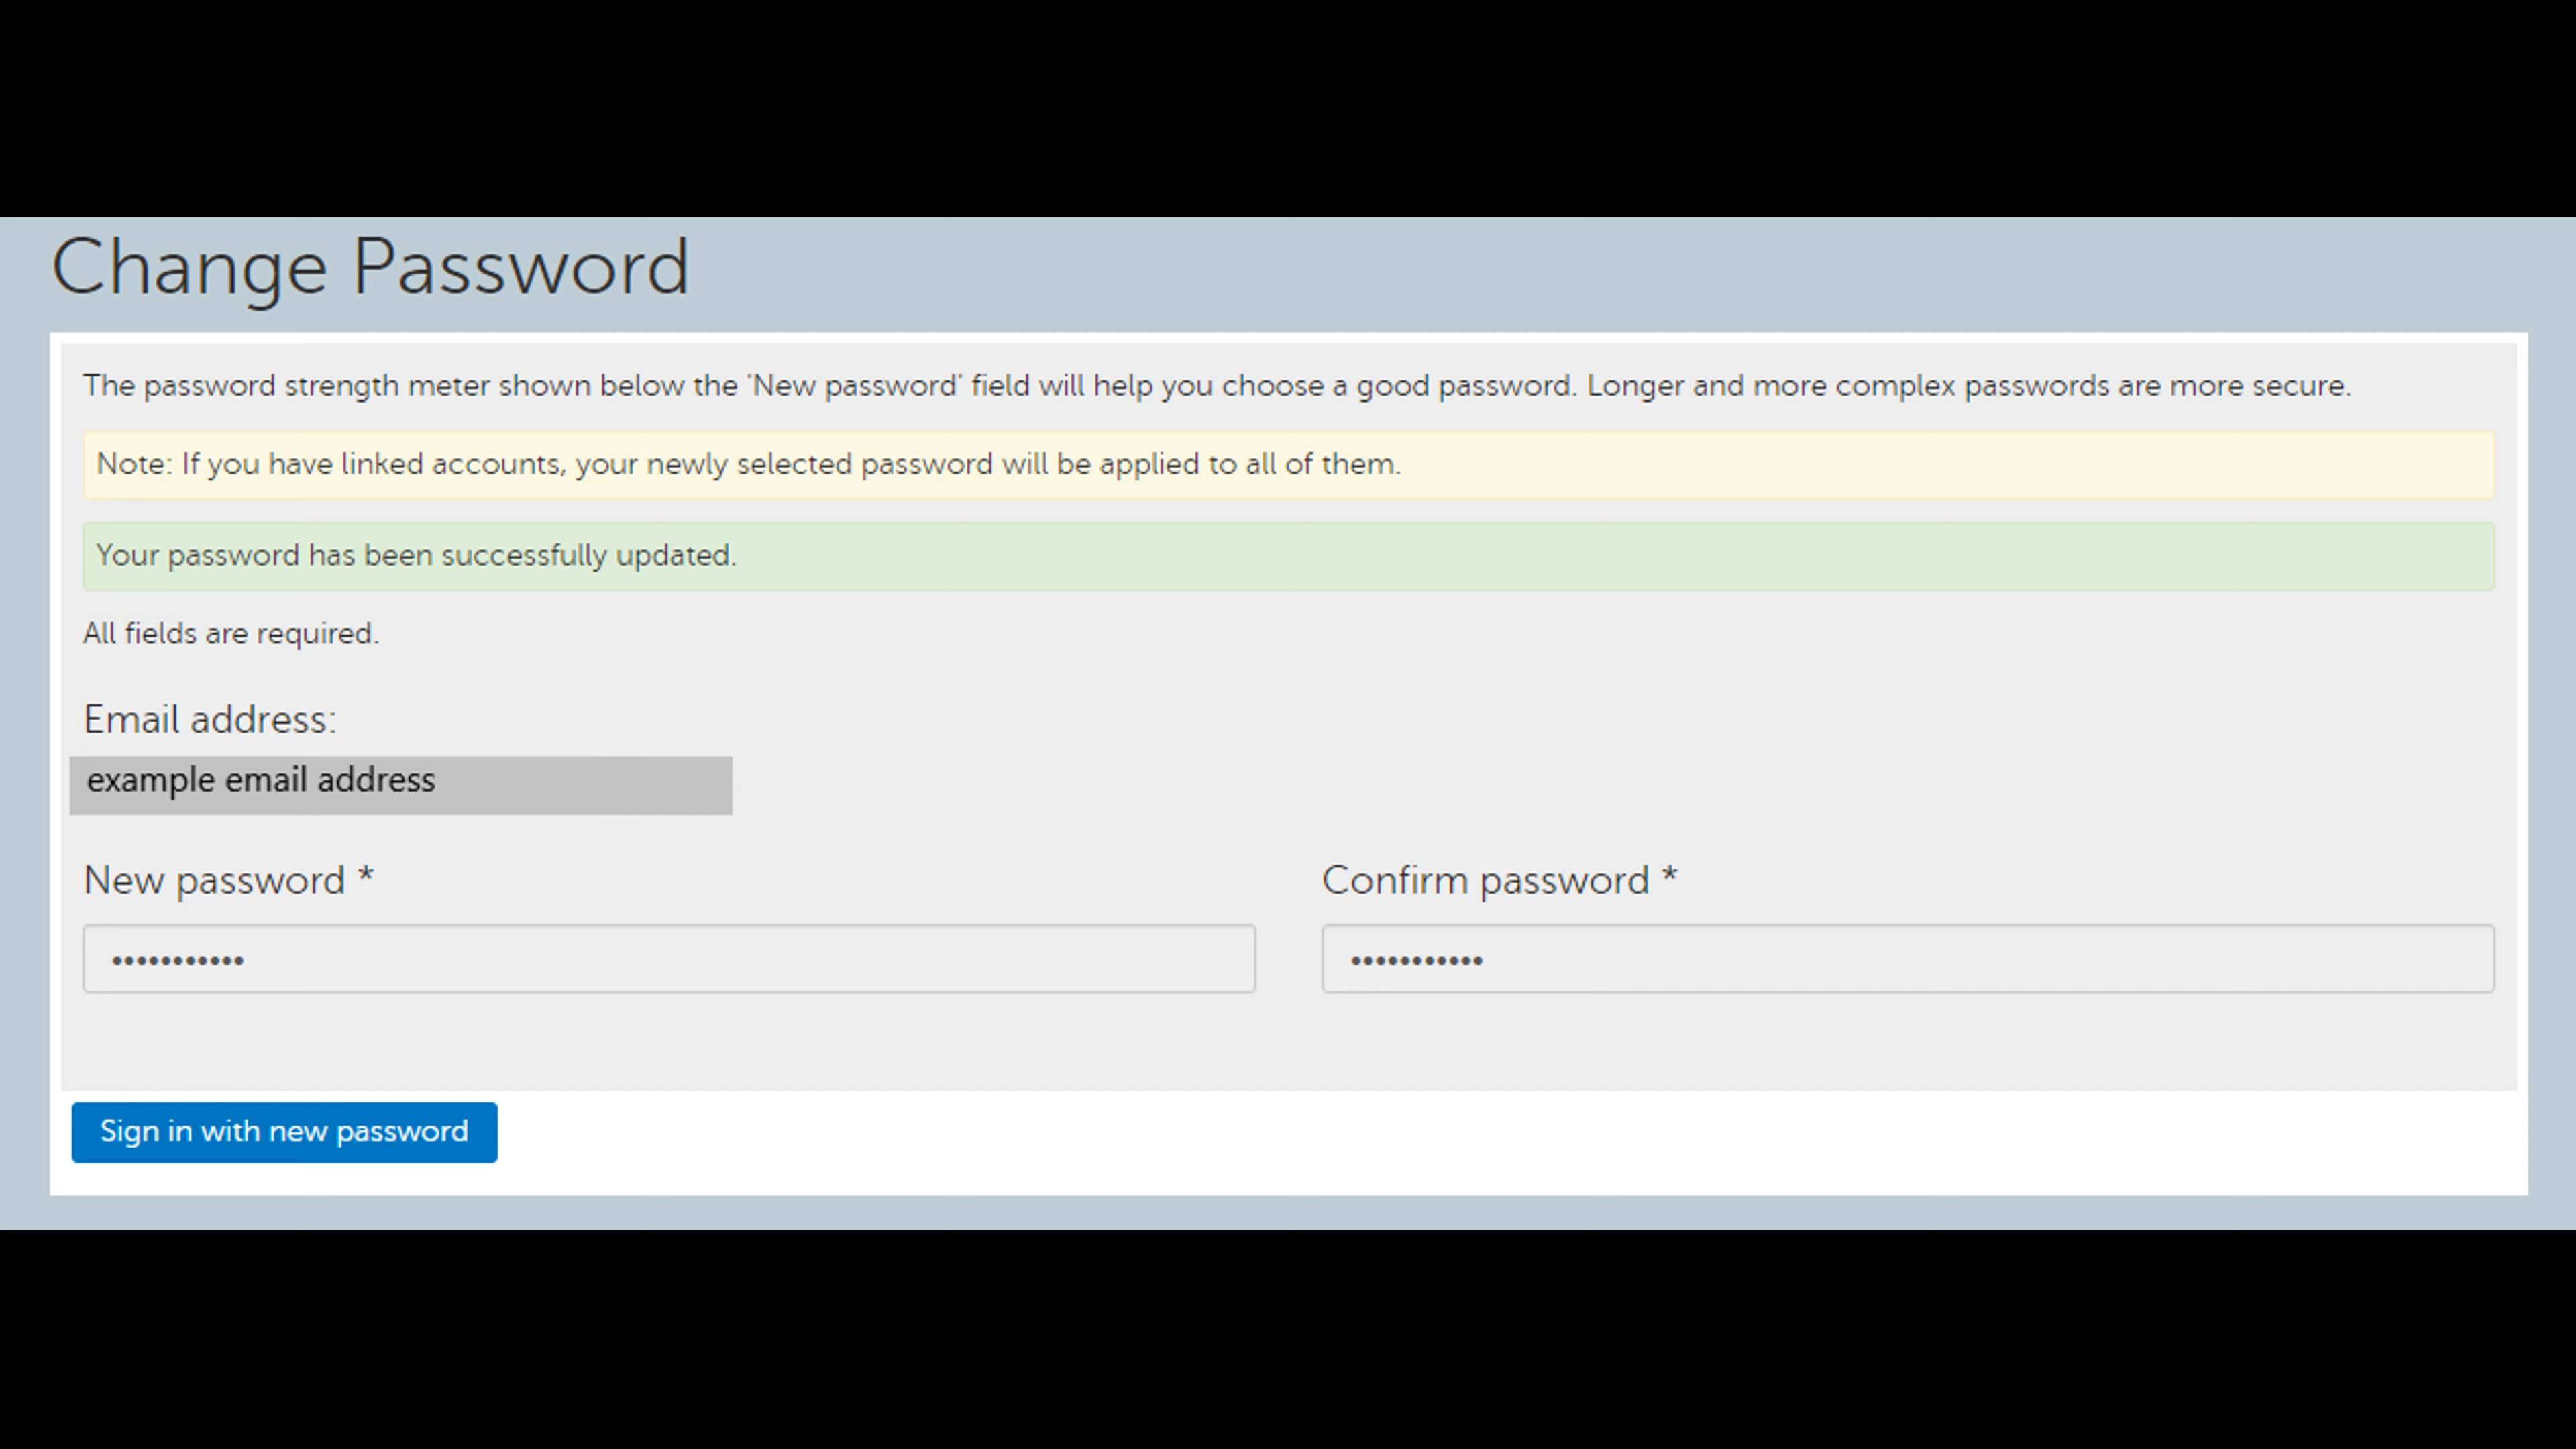 Change Password
The password strength meter shown below the 'New password' field will help you choose a good password. Longer and more complex passwords are more secure.
Note: If you have linked accounts, your newly selected password will be applied to all of them.
Your password has been successfully updated.
All fields are required.
Email address:
example email address
New password *
Confirm password *
•••••••••••
•••••••••••
Sign in with new password